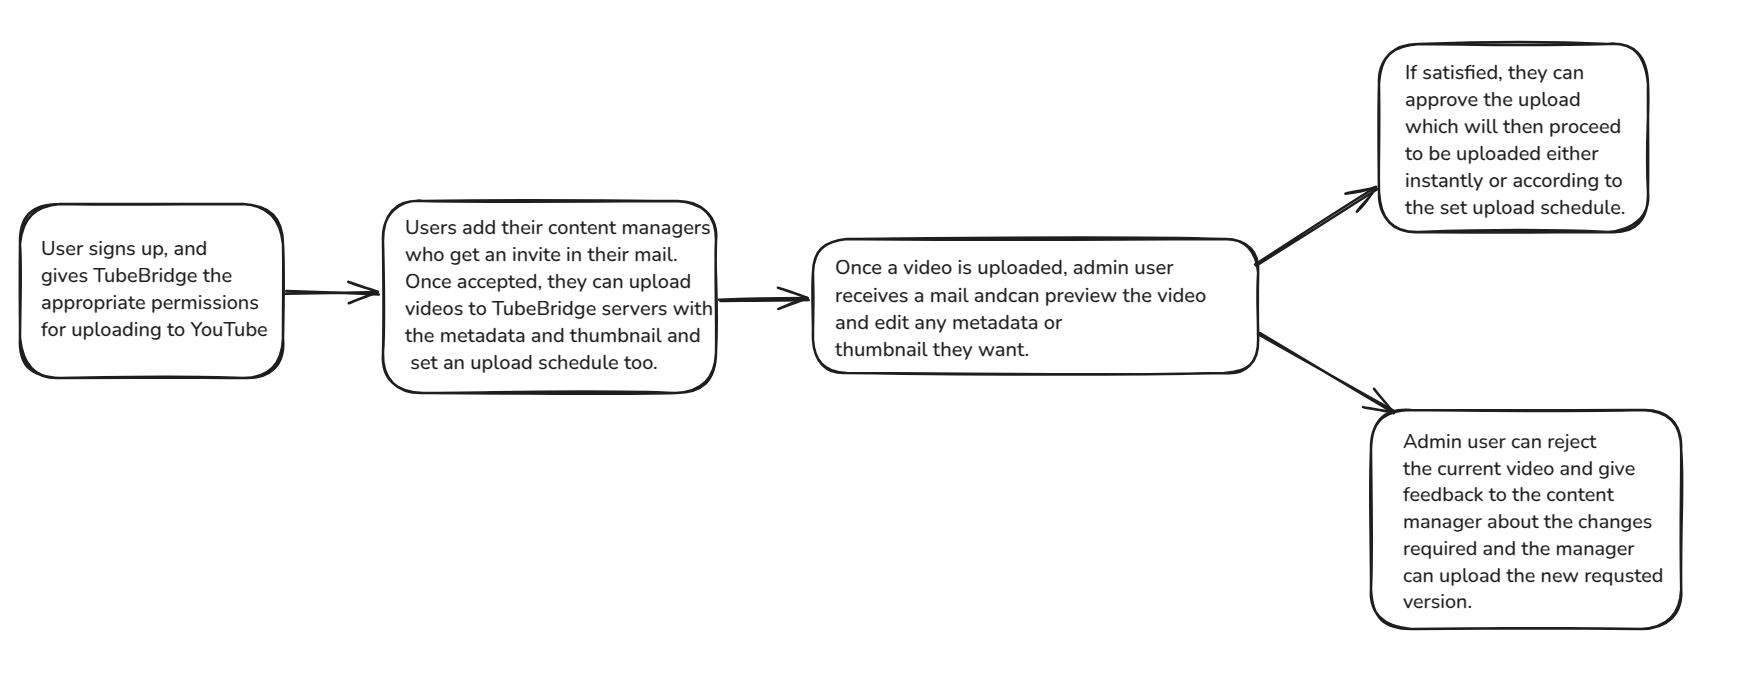 User signs up, and
gives TubeBridge the
appropriate permissions
for uploading to YouTube
Users add their content managers
who get an invite in their mail.
Once accepted, they can upload
videos to TubeBridge servers with
the metadata and thumbnail and
set an upload schedule too.
Once a video is uploaded, admin user
receives a mail andcan preview the video
and edit any metadata or
thumbnail they want.
If satisfied, they can
approve the upload
which will then proceed
to be uploaded either
instantly or according to
the set upload schedule.
Admin user can reject
the current video and give
feedback to the content
manager about the changes
required and the manager
can upload the new requsted
version.